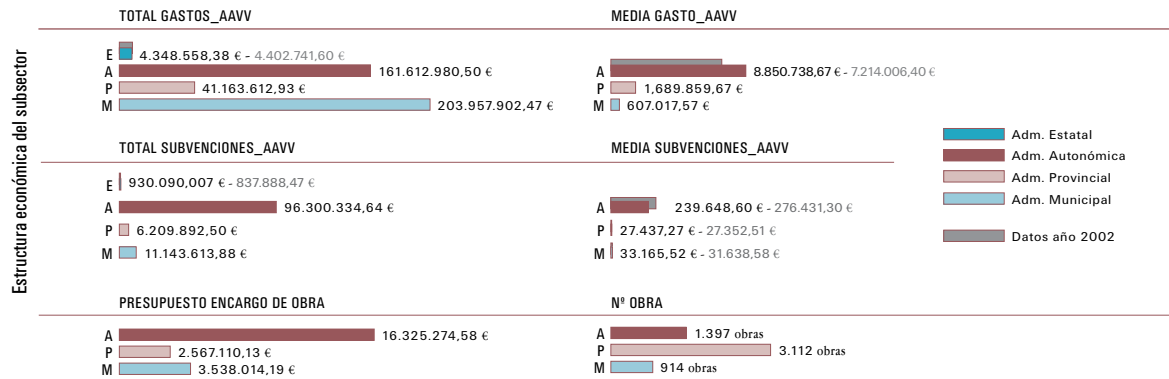 Estructura económica del subsector
TOTAL GASTOS_AAVV
E 4.348.558,38 € - 4.402.741,60 €
A 161.612.980,50 €
P 41.163.612,93 €
M 203.957.902,47 €
MEDIA GASTO_AAVV
A 8.850.738,67 € - 7.214.006,40 €
P 1,689.859,67 €
M 607.017,57 €
TOTAL SUBVENCIONES_AAVV
E 930.090,007 € - 837.888,47 €
A 96.300.334,64 €
P 6.209.892,50 €
M 11.143.613,88 €
MEDIA SUBVENCIONES_AAVV
A 239.648,60 € - 276.431,30 €
P 27.437,27 € - 27.352,51 €
M 33.165,52 € - 31.638,58 €
Adm. Estatal
Adm. Autonómica
Adm. Provincial
Adm. Municipal
Datos año 2002
PRESUPUESTO ENCARGO DE OBRA
A 16.325.274,58 €
P 2.567.110,13 €
M 3.538.014,19 €
Nº OBRA
A 1.397 obras
P 3.112 obras
M 914 obras